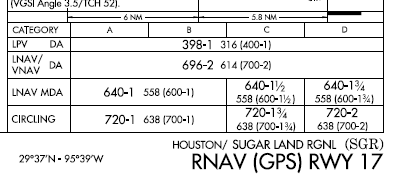 (VGSI Angle 3.5/TCH 52).
6 NM 5.8 NM
CATEGORY A B C D
LPV DA 398-1 316 (400-1)
LNAV/VNAV DA 696-2 614 (700-2)
LNAV MDA 640-1 558 (600-1) 640-1½ 558 (600-1½) 640-1¾ 558 (600-1¾)
CIRCLING 720-1 638 (700-1) 720-1¾ 638 (700-1¾) 720-2 638 (700-2)
HOUSTON/ SUGAR LAND RGNL (SGR)
29°37'N - 95°39'W RNAV (GPS) RWY 17